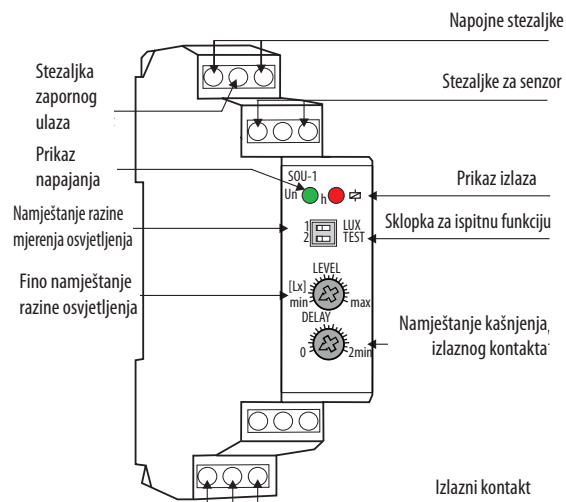 Napojne stezaljke
Stezaljka
zapornog
ulaza
Stezaljke za senzor
Prikaz
napajanja
SOU-1
Un h
Prikaz izlaza
Namještanje razine
mjerenja osvjetljenja
1 LUX
2 TEST
Sklopka za ispitnu funkciju
Fino namještanje
razine osvjetljenja
LEVEL
[Lx]
min max
DELAY
0 2min
Namještanje kašnjenja
izlaznog kontakta
Izlazni kontakt